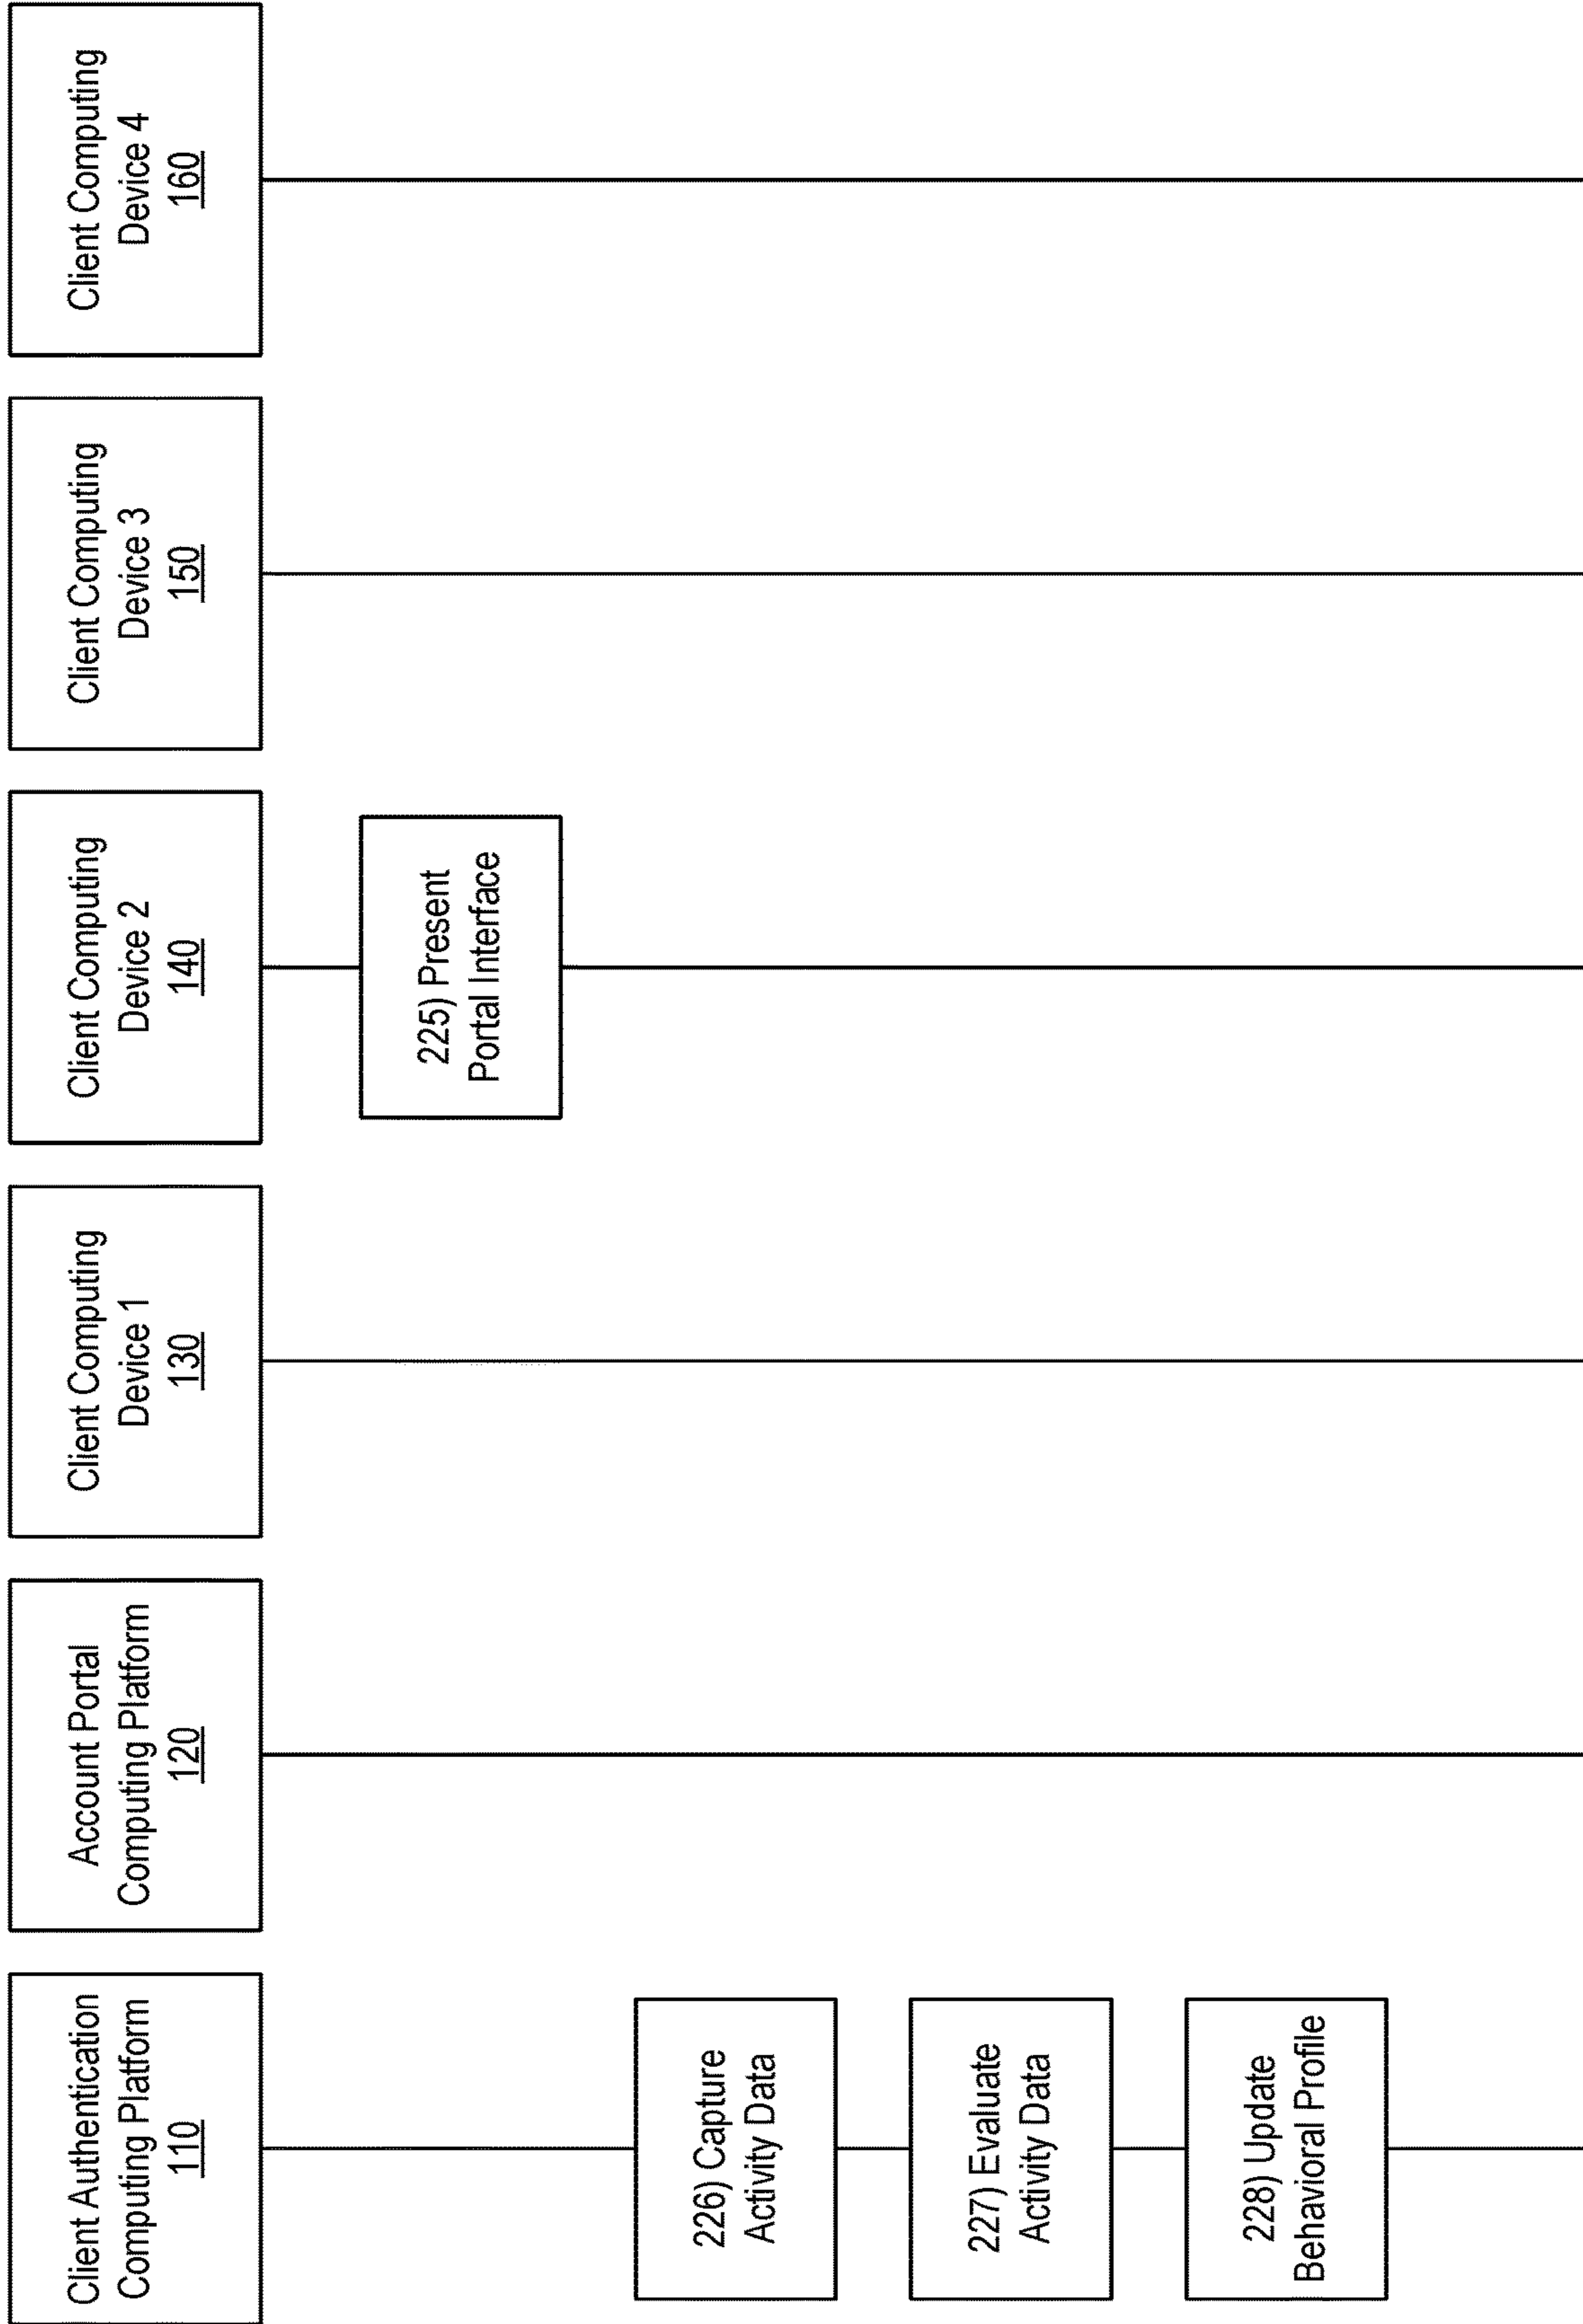 Client Authentication
Computing Platform
110
Account Portal
Computing Platform
120
Client Computing
Device 1
130
Client Computing
Device 2
140
Client Computing
Device 3
150
Client Computing
Device 4
160
225) Present
Portal Interface
226) Capture
Activity Data
227) Evaluate
Activity Data
228) Update
Behavioral Profile